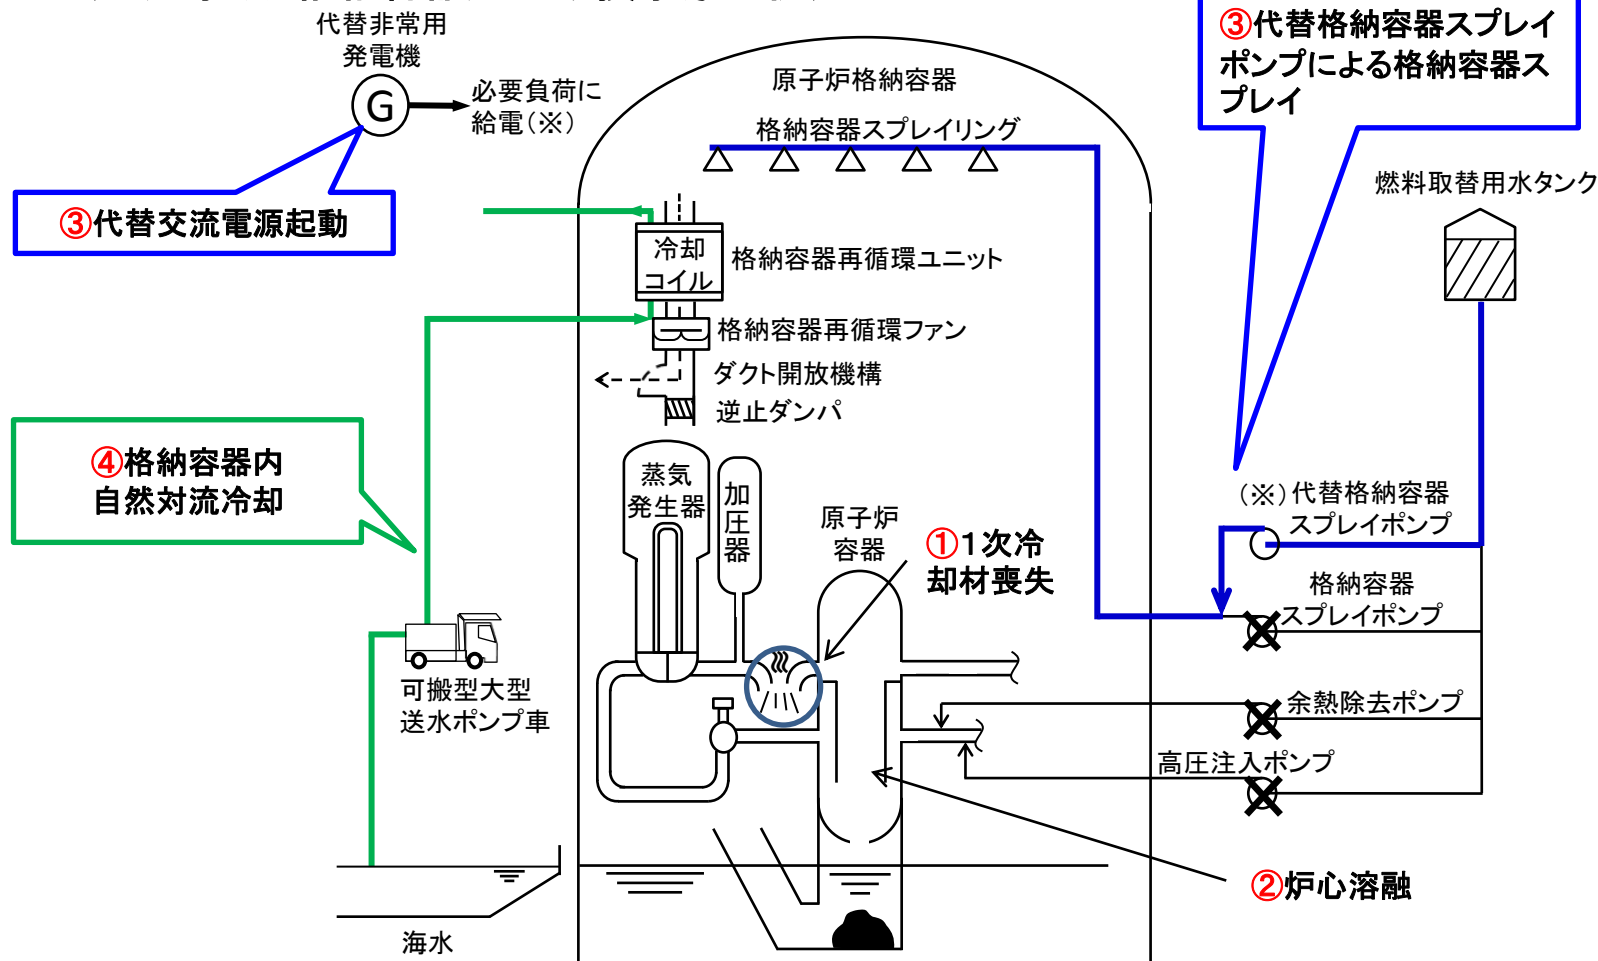 代替非常用
発電機
G
必要負荷に
給電(※)
③代替交流電源起動
原子炉格納容器
格納容器スプレイリング
③代替格納容器スプレイ
ポンプによる格納容器ス
プレイ
燃料取替用水タンク
冷却
コイル
格納容器再循環ユニット
格納容器再循環ファン
ダクト開放機構
逆止ダンパ
④格納容器内
自然対流冷却
蒸気
発生器
加
圧
器
原子炉
容器
①1次冷
却材喪失
(※)代替格納容器
スプレイポンプ
格納容器
スプレイポンプ
可搬型大型
送水ポンプ車
余熱除去ポンプ
高圧注入ポンプ
②炉心溶融
海水